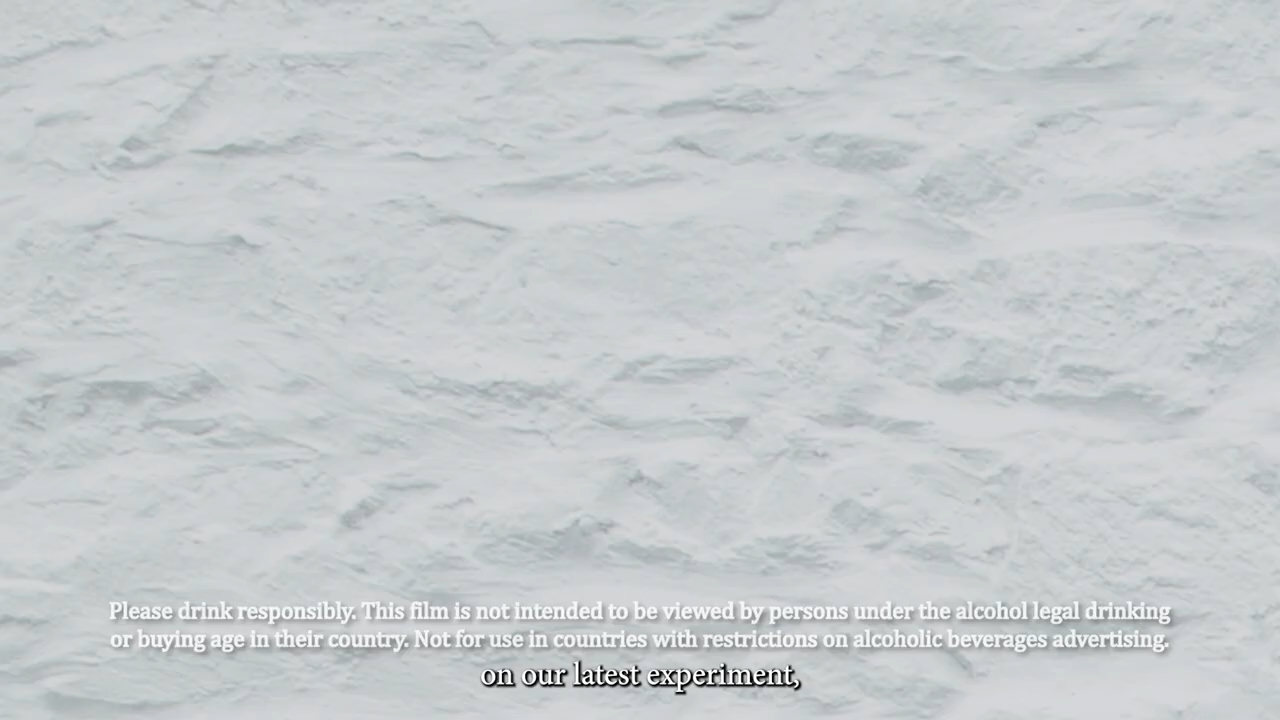 Please drink responsibly. This film is not intended to be viewed by persons under the alcohol legal drinking
or buying age in their country. Not for use in countries with restrictions on alcoholic beverages advertising.
on our latest experiment,